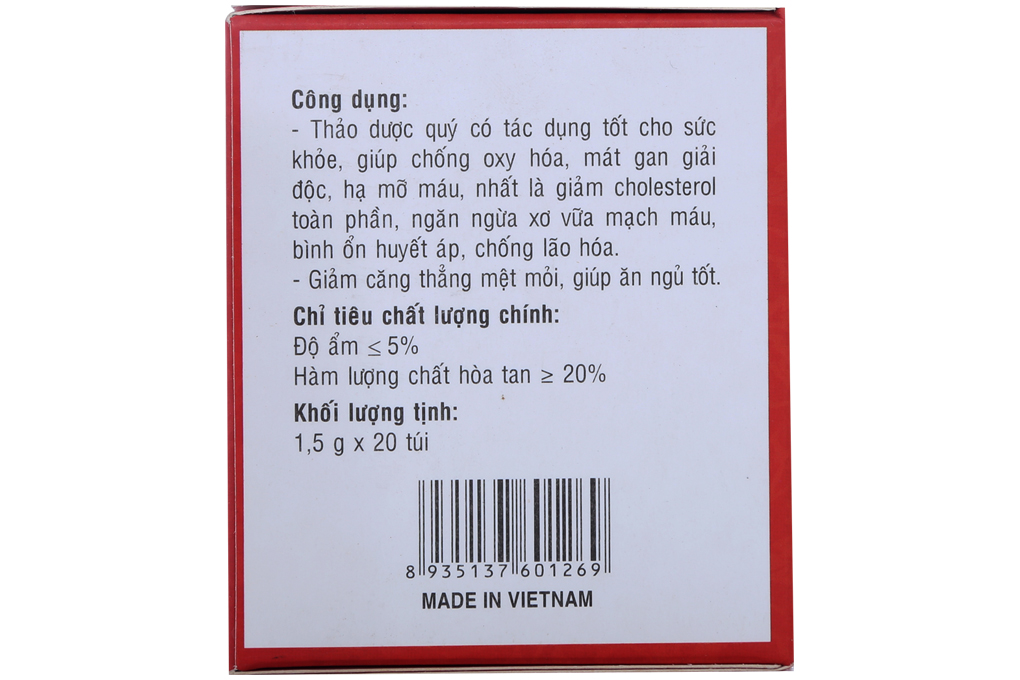 Công dụng:
- Thảo dược quý có tác dụng tốt cho sức
khỏe, giúp chống oxy hóa, mát gan giải
độc, hạ mỡ máu, nhất là giảm cholesterol
toàn phần, ngăn ngừa xơ vữa mạch máu,
bình ổn huyết áp, chống lão hóa.
- Giảm căng thẳng mệt mỏi, giúp ăn ngủ tốt.
Chỉ tiêu chất lượng chính:
Độ ẩm ≤ 5%
Hàm lượng chất hòa tan ≥ 20%
Khối lượng tịnh:
1,5 g x 20 túi
8 935137 601269
MADE IN VIETNAM